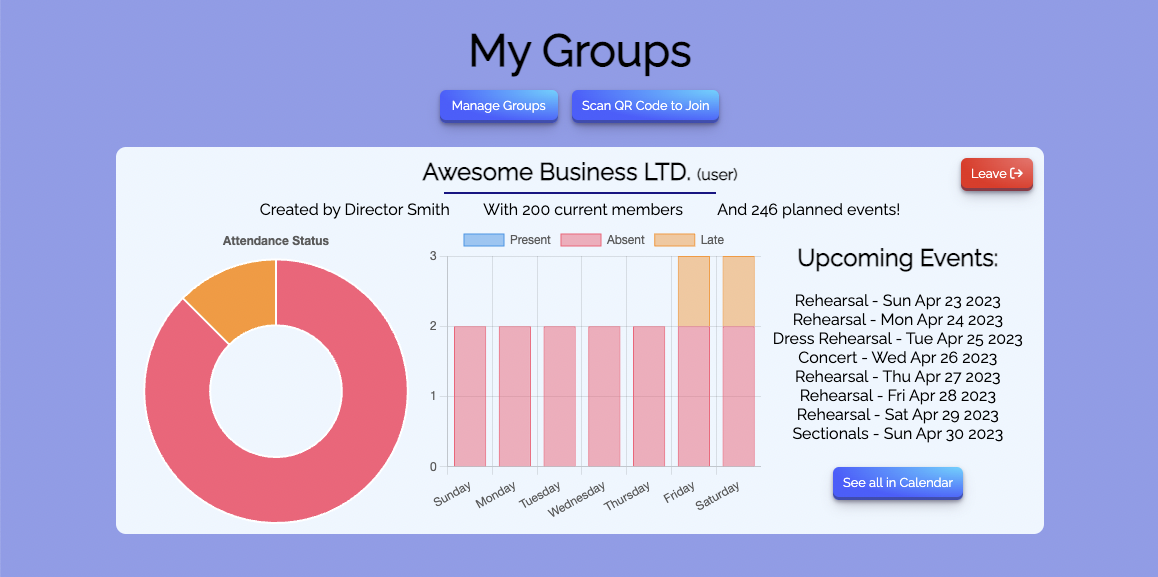 My Groups
Manage Groups
Scan QR Code to Join
Awesome Business LTD. (user)
Leave
Created by Director Smith
With 200 current members
And 246 planned events!
Attendance Status
Present
Absent
Late
3
2
1
0
Sunday
Monday
Tuesday
Wednesday
Thursday
Friday
Saturday
Upcoming Events:
Rehearsal - Sun Apr 23 2023
Rehearsal - Mon Apr 24 2023
Dress Rehearsal - Tue Apr 25 2023
Concert - Wed Apr 26 2023
Rehearsal - Thu Apr 27 2023
Rehearsal - Fri Apr 28 2023
Rehearsal - Sat Apr 29 2023
Sectionals - Sun Apr 30 2023
See all in Calendar